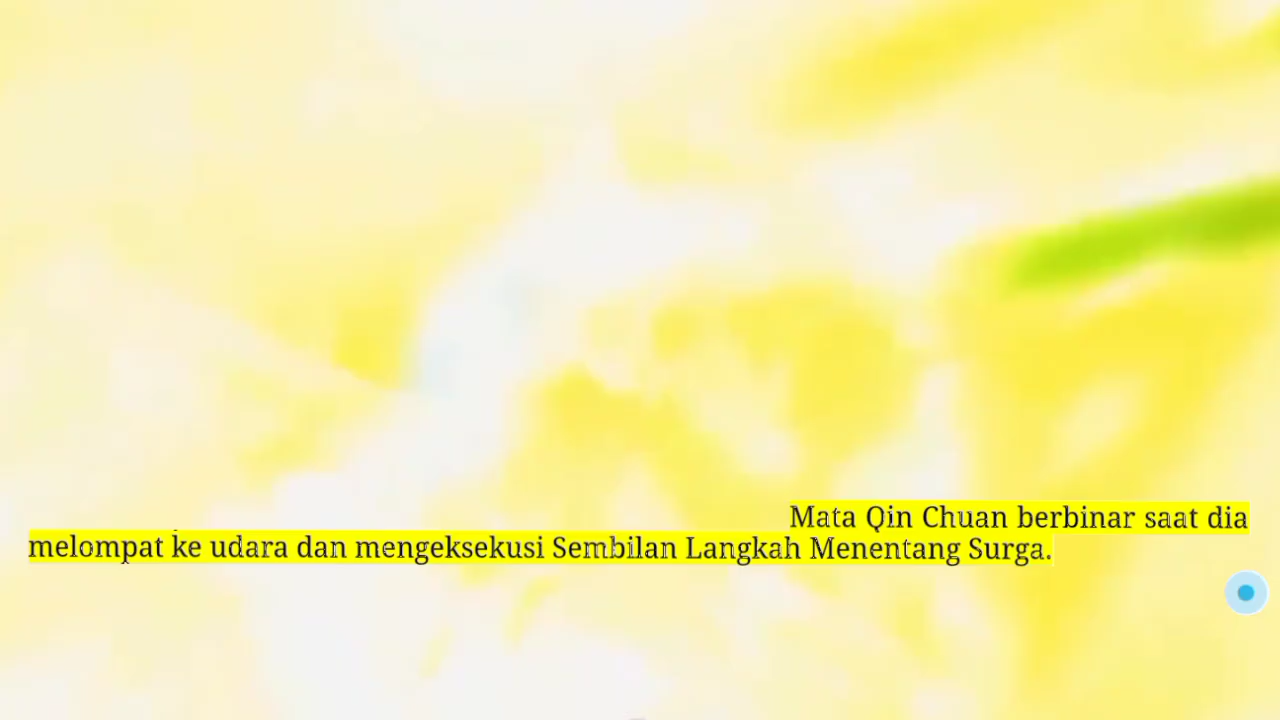 Mata Qin Chuan berbinar saat dia
melompat ke udara dan mengeksekusi Sembilan Langkah Menentang Surga.